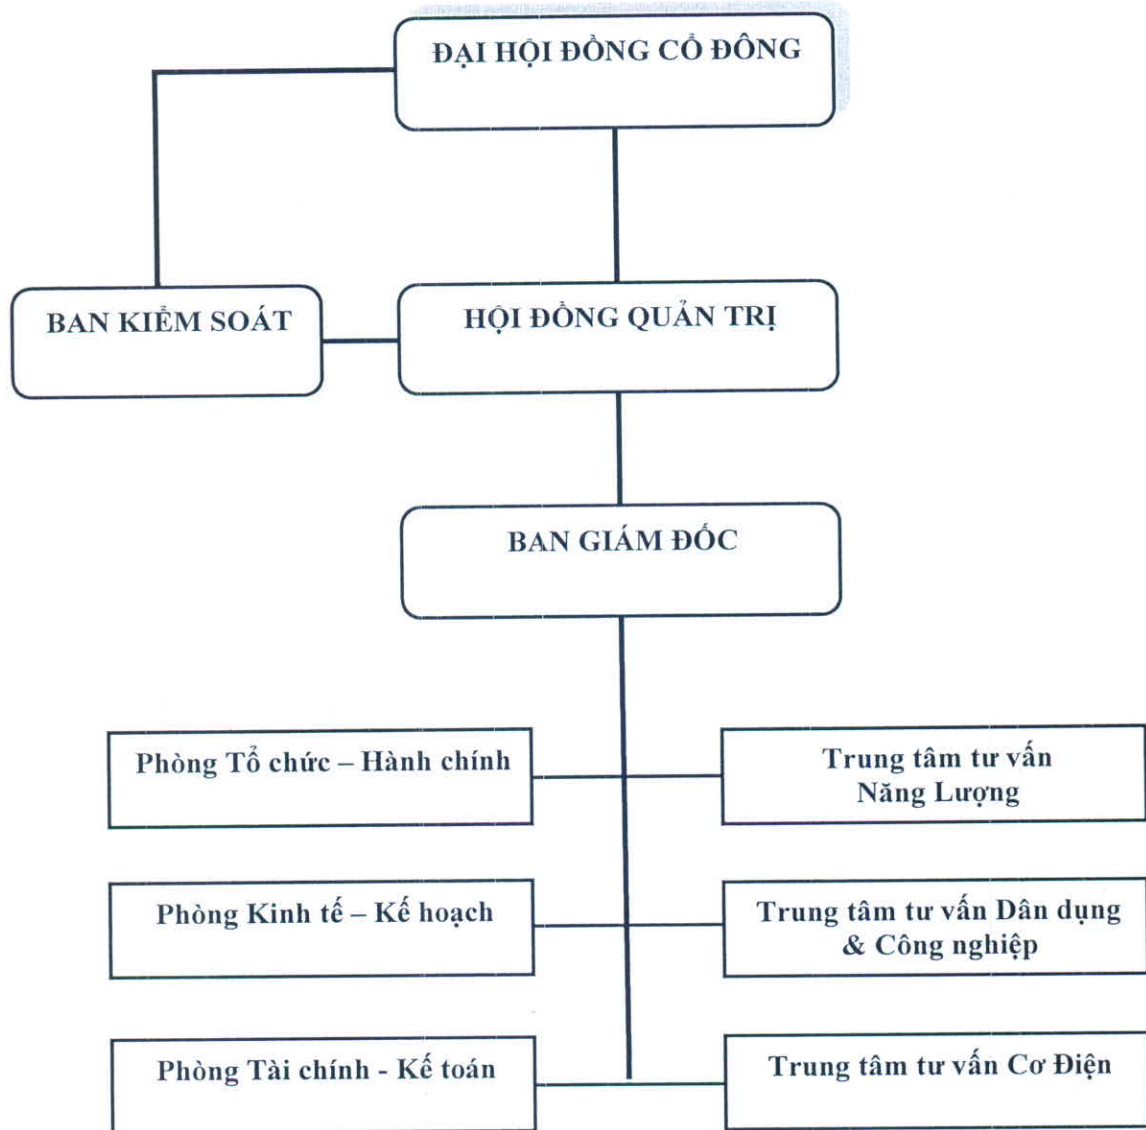 ĐẠI HỘI ĐỒNG CỔ ĐÔNG
BAN KIỂM SOÁT
HỘI ĐỒNG QUẢN TRỊ
BAN GIÁM ĐỐC
Phòng Tổ chức – Hành chính
Trung tâm tư vấn
Năng Lượng
Phòng Kinh tế – Kế hoạch
Trung tâm tư vấn Dân dụng
& Công nghiệp
Phòng Tài chính - Kế toán
Trung tâm tư vấn Cơ Điện